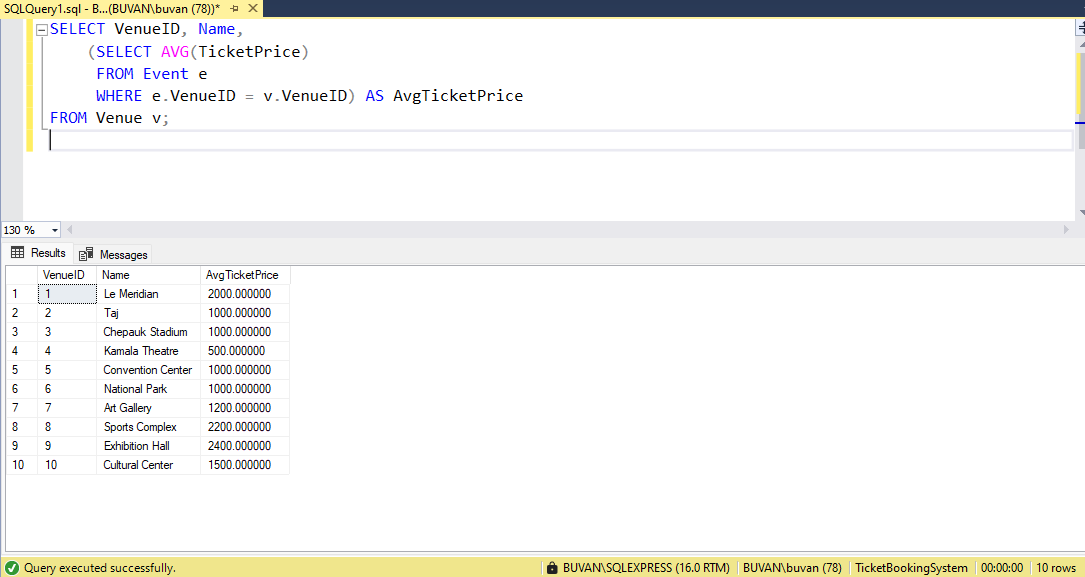 SQLQuery1.sql - B...(BUVAN\buvan (78))*
SELECT VenueID, Name,
(SELECT AVG(TicketPrice)
FROM Event e
WHERE e.VenueID = v.VenueID) AS AvgTicketPrice
FROM Venue v;
130 %
Results Messages
VenueID Name AvgTicketPrice
1 1 Le Meridian 2000.000000
2 2 Taj 1000.000000
3 3 Chepauk Stadium 1000.000000
4 4 Kamala Theatre 500.000000
5 5 Convention Center 1000.000000
6 6 National Park 1000.000000
7 7 Art Gallery 1200.000000
8 8 Sports Complex 2200.000000
9 9 Exhibition Hall 2400.000000
10 10 Cultural Center 1500.000000
Query executed successfully. BUVAN\SQLEXPRESS (16.0 RTM) BUVAN\buvan (78) TicketBookingSystem 00:00:00 10 rows